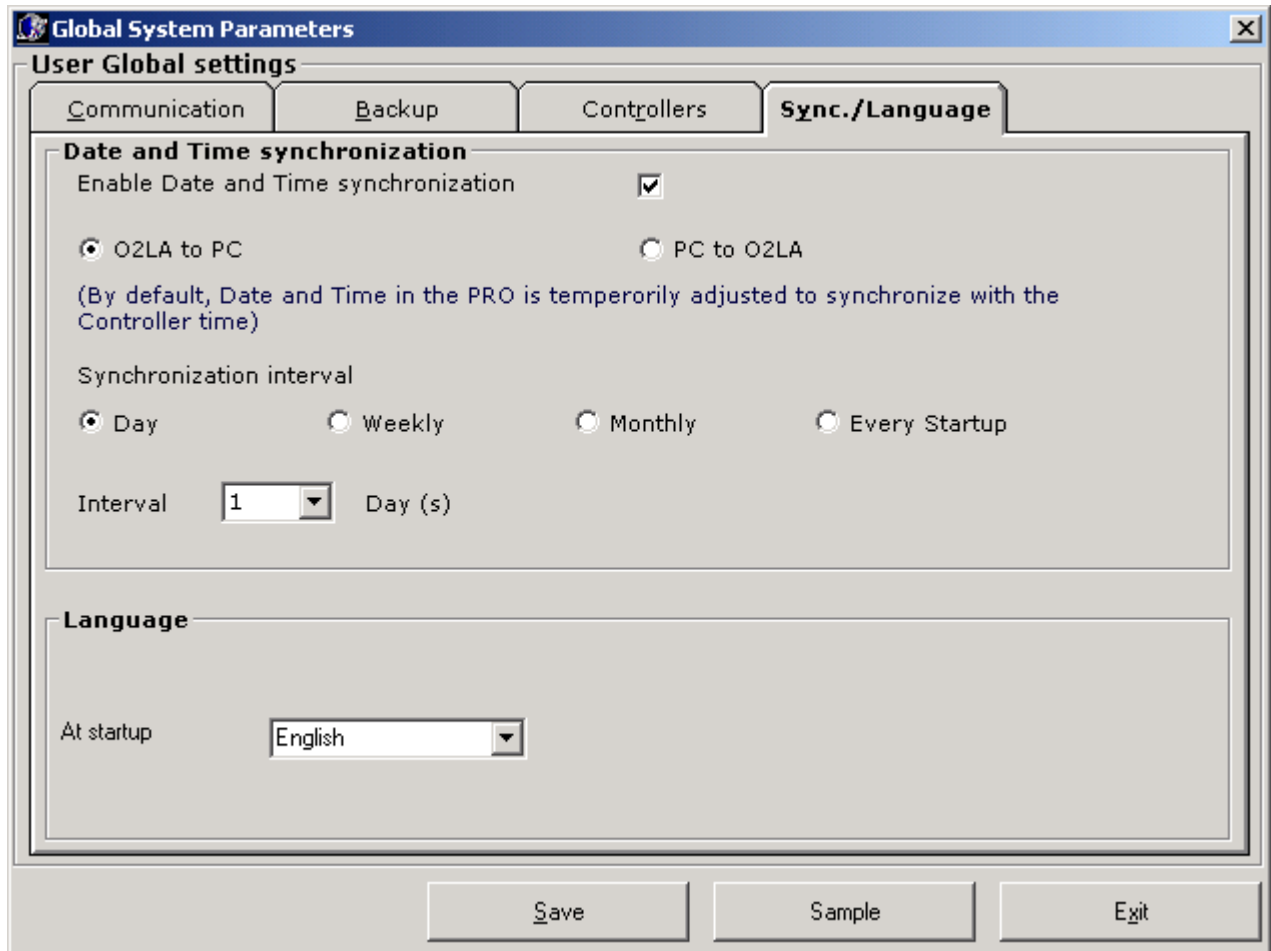 Global System Parameters
User Global settings
Communication Backup Controllers Sync./Language
Date and Time synchronization
Enable Date and Time synchronization
O2LA to PC PC to O2LA
(By default, Date and Time in the PRO is temperorily adjusted to synchronize with the
Controller time)
Synchronization interval
Day Weekly Monthly Every Startup
Interval 1 Day (s)
Language
At startup English
Save Sample Exit